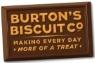 BURTON'S
BISCUIT CO
MAKING EVERY DAY
• MORE OF A TREAT •